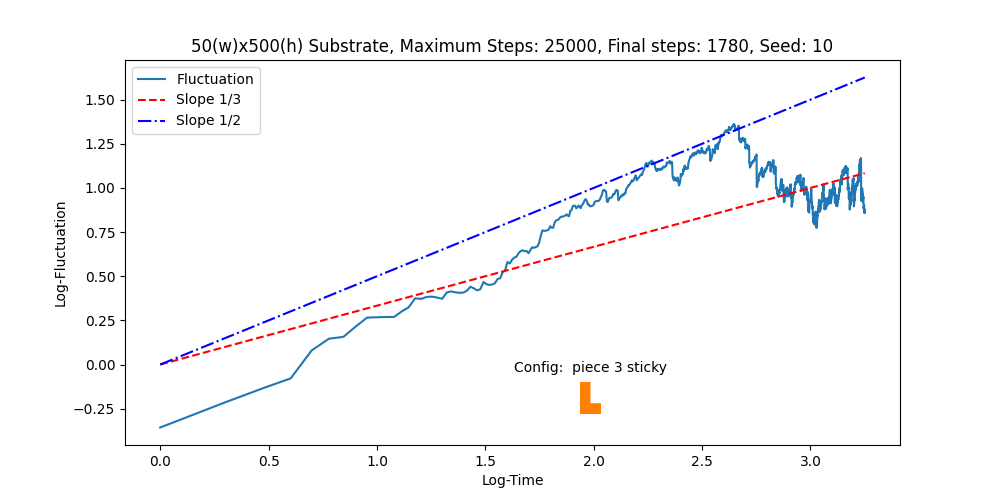 50(w)x500(h) Substrate, Maximum Steps: 25000, Final steps: 1780, Seed: 10
Fluctuation
Slope 1/3
Slope 1/2
1.50
1.25
1.00
0.75
0.50
0.25
0.00
−0.25
Log-Fluctuation
Config:  piece 3 sticky
0.0 0.5 1.0 1.5 2.0 2.5 3.0
Log-Time